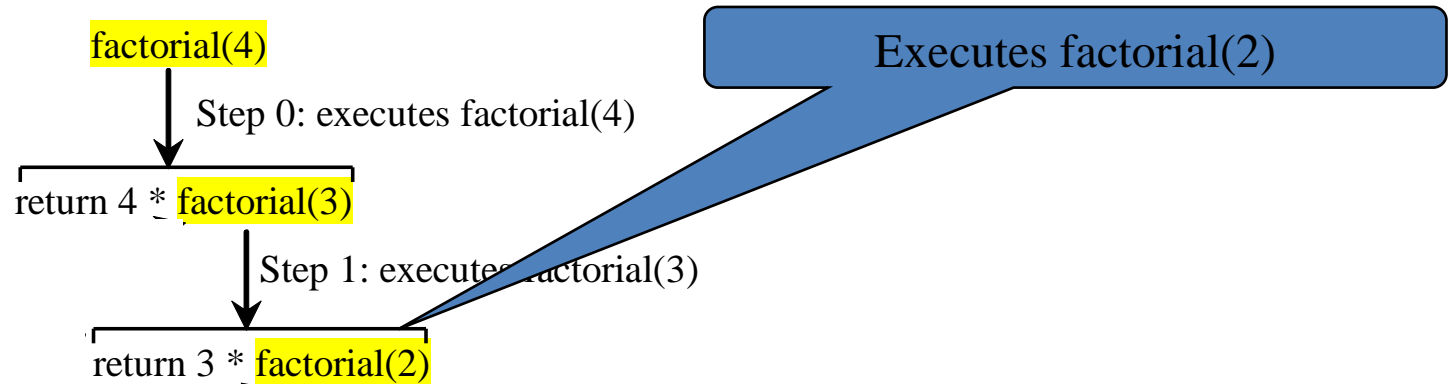 factorial(4)
Executes factorial(2)
Step 0: executes factorial(4)
return 4 * factorial(3)
Step 1: executes factorial(3)
return 3 * factorial(2)